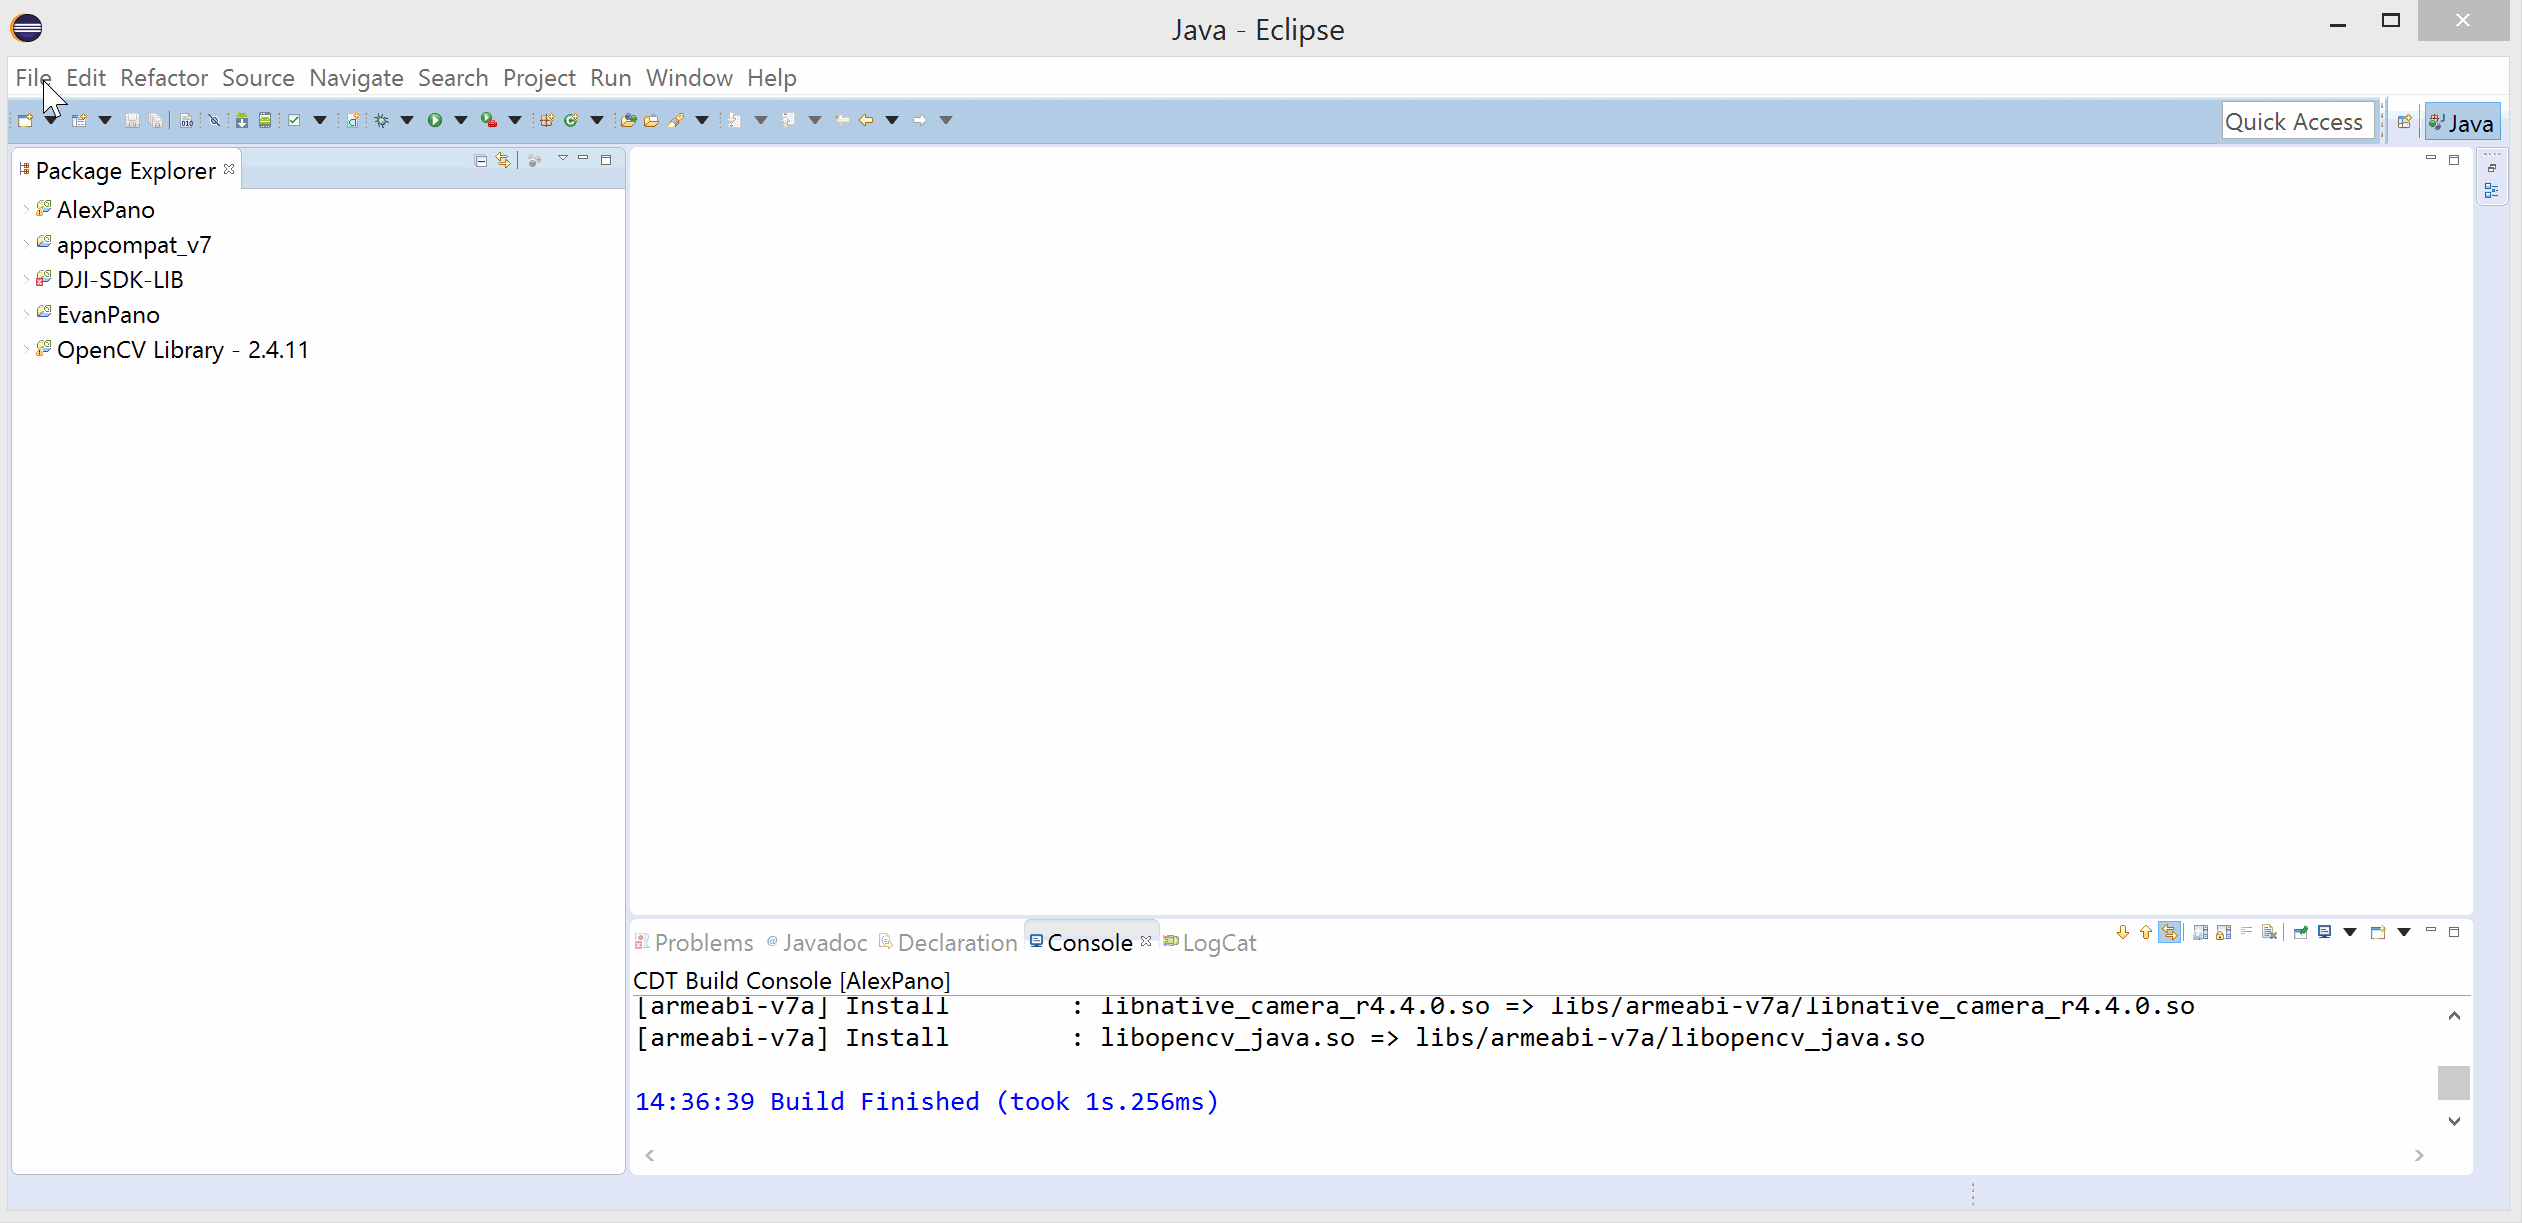 Java - Eclipse
File Edit Refactor Source Navigate Search Project Run Window Help
Quick Access
Java
Package Explorer
AlexPano
appcompat_v7
DJI-SDK-LIB
EvanPano
OpenCV Library - 2.4.11
Problems @ Javadoc Declaration Console LogCat
CDT Build Console [AlexPano]
[armeabi-v7a] Install        : libnative_camera_r4.4.0.so => libs/armeabi-v7a/libnative_camera_r4.4.0.so
[armeabi-v7a] Install        : libopencv_java.so => libs/armeabi-v7a/libopencv_java.so
14:36:39 Build Finished (took 1s.256ms)